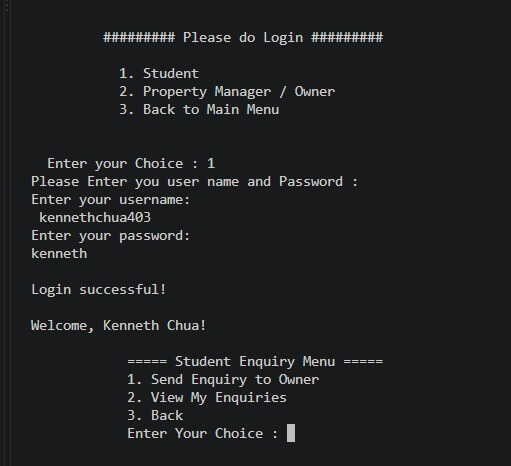 ######### Please do Login #########
1. Student
2. Property Manager / Owner
3. Back to Main Menu
Enter your Choice : 1
Please Enter you user name and Password :
Enter your username:
kennethchua403
Enter your password:
kenneth
Login successful!
Welcome, Kenneth Chua!
===== Student Enquiry Menu =====
1. Send Enquiry to Owner
2. View My Enquiries
3. Back
Enter Your Choice :